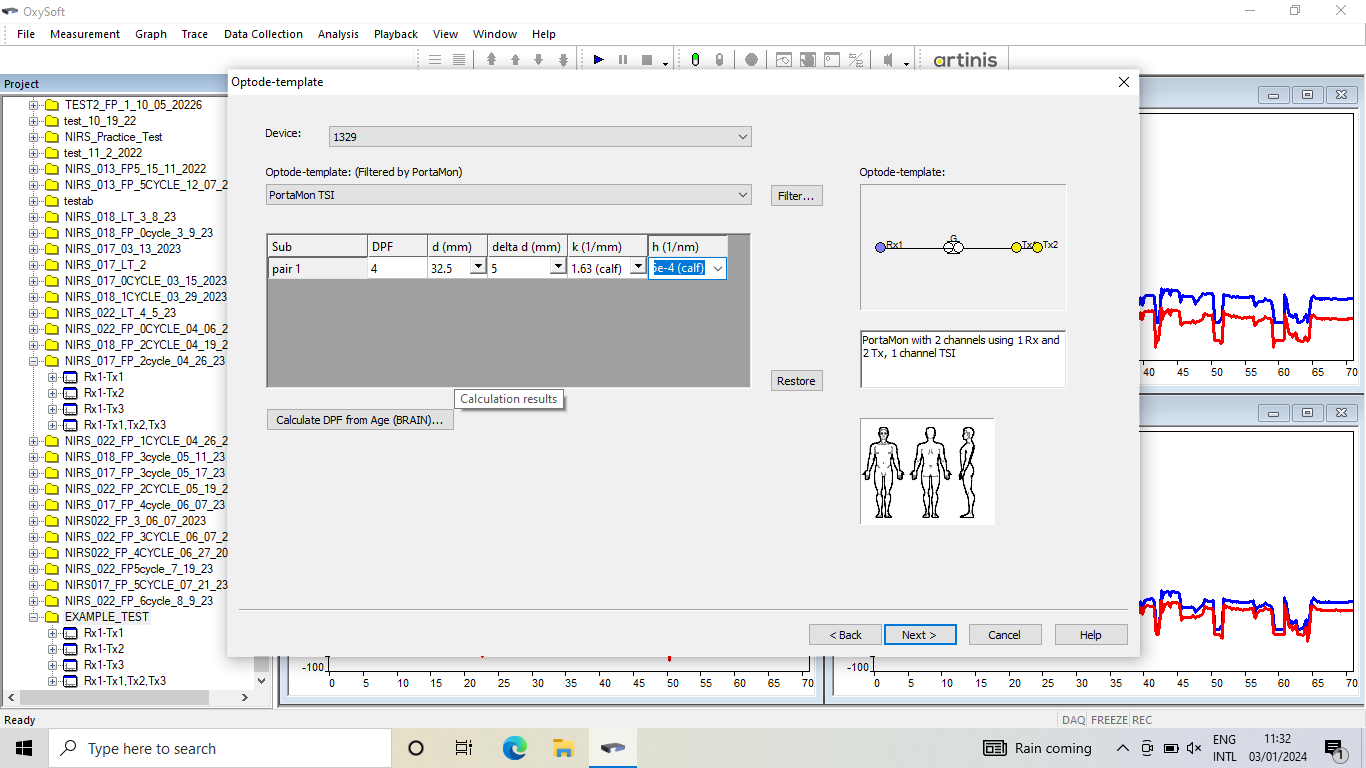 OxySoft
File Measurement Graph Trace Data Collection Analysis Playback View Window Help
artinis
Project
TEST2_FP_1_10_05_20226
test_10_19_22
NIRS_Practice_Test
test_11_2_2022
NIRS_013_FP5_15_11_2022
NIRS_013_FP_5CYCLE_12_07_2
testab
NIRS_018_LT_3_8_23
NIRS_018_FP_0cycle_3_9_23
NIRS_017_03_13_2023
NIRS_017_LT_2
NIRS_017_0CYCLE_03_15_2023
NIRS_018_1CYCLE_03_29_2023
NIRS_022_LT_4_5_23
NIRS_022_FP_0CYCLE_04_06_2
NIRS_018_FP_2CYCLE_04_19_2
NIRS_017_FP_2cycle_04_26_23
Rx1-Tx1
Rx1-Tx2
Rx1-Tx3
Rx1-Tx1,Tx2,Tx3
NIRS_022_FP_1CYCLE_04_26_2
NIRS_018_FP_3cycle_05_11_23
NIRS_017_FP_3cycle_05_17_23
NIRS_022_FP_2CYCLE_05_19_2
NIRS_017_FP_4cycle_06_07_23
NIRS022_FP_3_06_07_2023
NIRS_022_FP_3CYCLE_06_07_2
NIRS022_FP_4CYCLE_06_27_20
NIRS_022_FP5cycle_7_19_23
NIRS017_FP_5CYCLE_07_21_23
NIRS_022_FP_6cycle_8_9_23
EXAMPLE_TEST
Rx1-Tx1
Rx1-Tx2
Rx1-Tx3
Rx1-Tx1,Tx2,Tx3
Optode-template
Device: 1329
Optode-template: (Filtered by PortaMon)
PortaMon TSI
Filter...
Sub DPF d (mm) delta d (mm) k (1/mm) h (1/nm)
pair 1 4 32.5 5 1.63 (calf) 5e-4 (calf)
Restore
Calculation results
Calculate DPF from Age (BRAIN)...
Optode-template:
Rx1 G Tx1 Tx2
PortaMon with 2 channels using 1 Rx and
2 Tx, 1 channel TSI
< Back Next > Cancel Help
40 45 50 55 60 65 70
-100
0 5 10 15 20 25 30 35 40 45 50 55 60 65 70
-100
0 5 10 15 20 25 30 35 40 45 50 55 60 65 70
Ready
DAQ FREEZE REC
Type here to search
Rain coming
ENG
INTL
11:32
03/01/2024
1